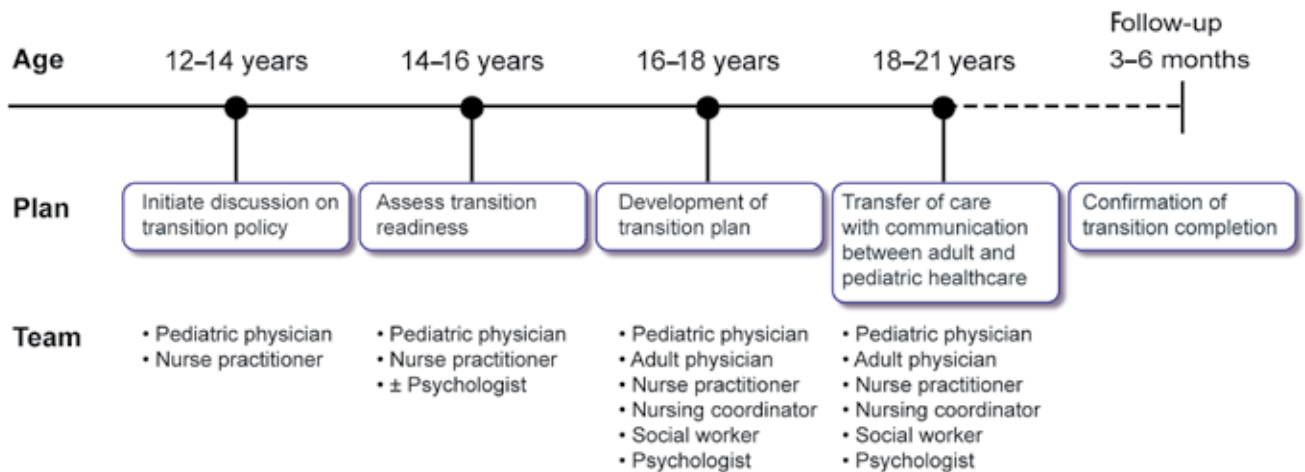 Follow-up
Age
12–14 years
14–16 years
16–18 years
18–21 years
3–6 months
Plan
Initiate discussion on
transition policy
Assess transition
readiness
Development of
transition plan
Transfer of care
with communication
between adult and
pediatric healthcare
Confirmation of
transition completion
Team
• Pediatric physician
• Nurse practitioner
• Pediatric physician
• Nurse practitioner
• ± Psychologist
• Pediatric physician
• Adult physician
• Nurse practitioner
• Nursing coordinator
• Social worker
• Psychologist
• Pediatric physician
• Adult physician
• Nurse practitioner
• Nursing coordinator
• Social worker
• Psychologist